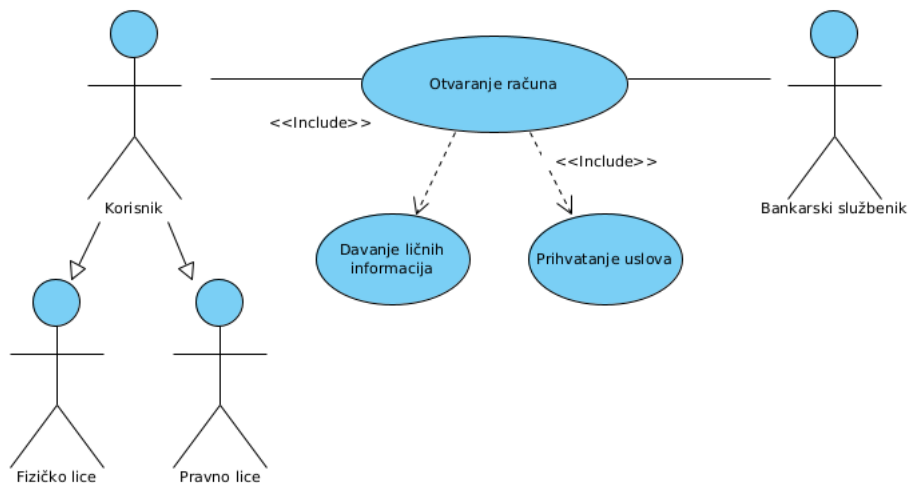 Otvaranje računa
<<Include>>
<<Include>>
Korisnik
Bankarski službenik
Davanje ličnih
informacija
Prihvatanje uslova
Fizičko lice
Pravno lice